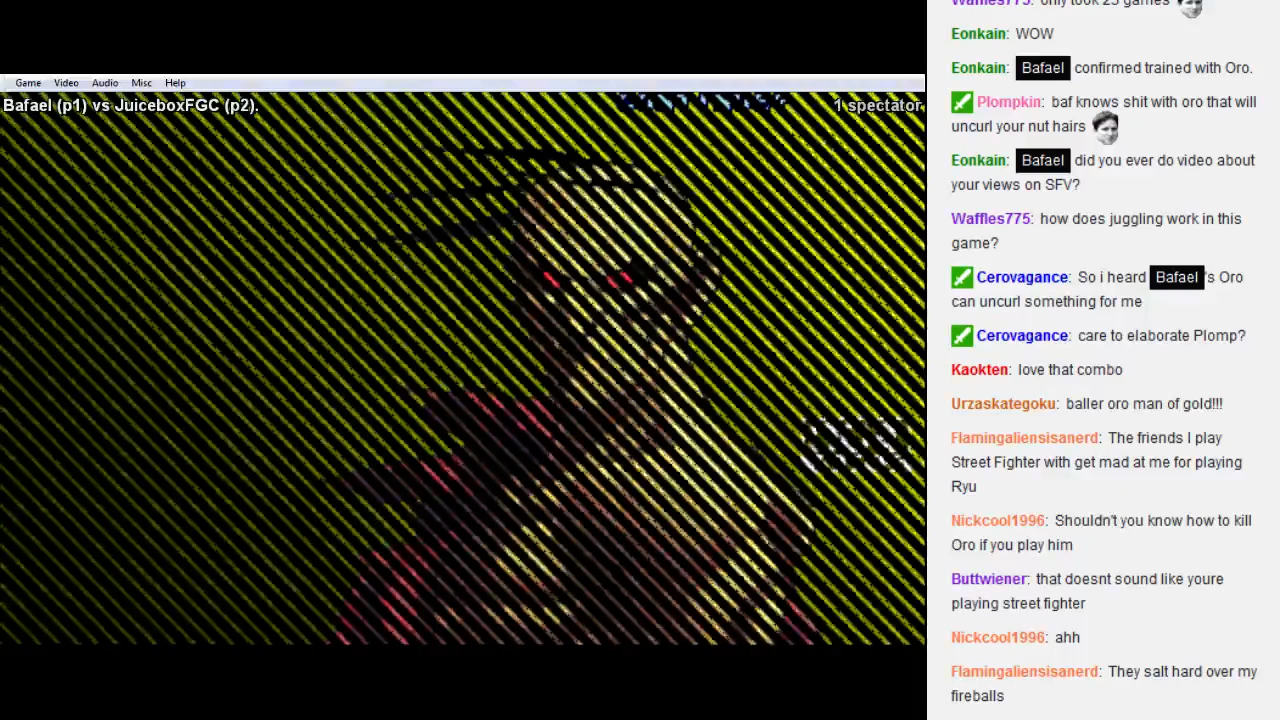 Game Video Audio Misc Help
Bafael (p1) vs JuiceboxFGC (p2).
1 spectator
Waffles775: only took 25 games
Eonkain: WOW
Eonkain: Bafael confirmed trained with Oro.
Plompkin: baf knows shit with oro that will
uncurl your nut hairs
Eonkain: Bafael did you ever do video about
your views on SFV?
Waffles775: how does juggling work in this
game?
Cerovagance: So i heard Bafael's Oro
can uncurl something for me
Cerovagance: care to elaborate Plomp?
Kaokten: love that combo
Urzaskategoku: baller oro man of gold!!!
Flamingaliensisanerd: The friends I play
Street Fighter with get mad at me for playing
Ryu
Nickcool1996: Shouldn't you know how to kill
Oro if you play him
Buttwiener: that doesnt sound like youre
playing street fighter
Nickcool1996: ahh
Flamingaliensisanerd: They salt hard over my
fireballs